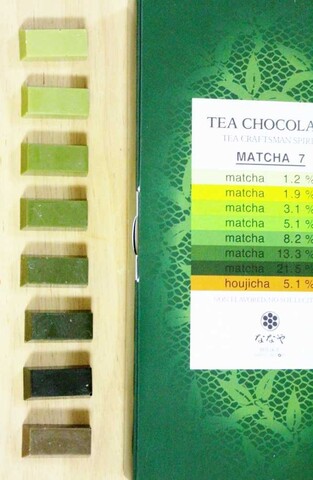 TEA CHOCOLA
TEA CRAFTSMAN SPIRI
MATCHA 7
matcha 1.2 %
matcha 1.9 %
matcha 3.1 %
matcha 5.1 %
matcha 8.2 %
matcha 13.3 %
matcha 21.5 %
houjicha 5.1 %
ななや